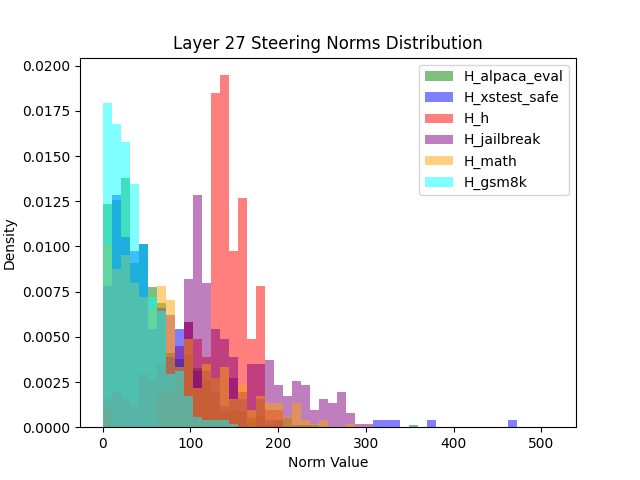 Layer 27 Steering Norms Distribution
Density
0.0200
0.0175
0.0150
0.0125
0.0100
0.0075
0.0050
0.0025
0.0000
H_alpaca_eval
H_xstest_safe
H_h
H_jailbreak
H_math
H_gsm8k
0 100 200 300 400 500
Norm Value